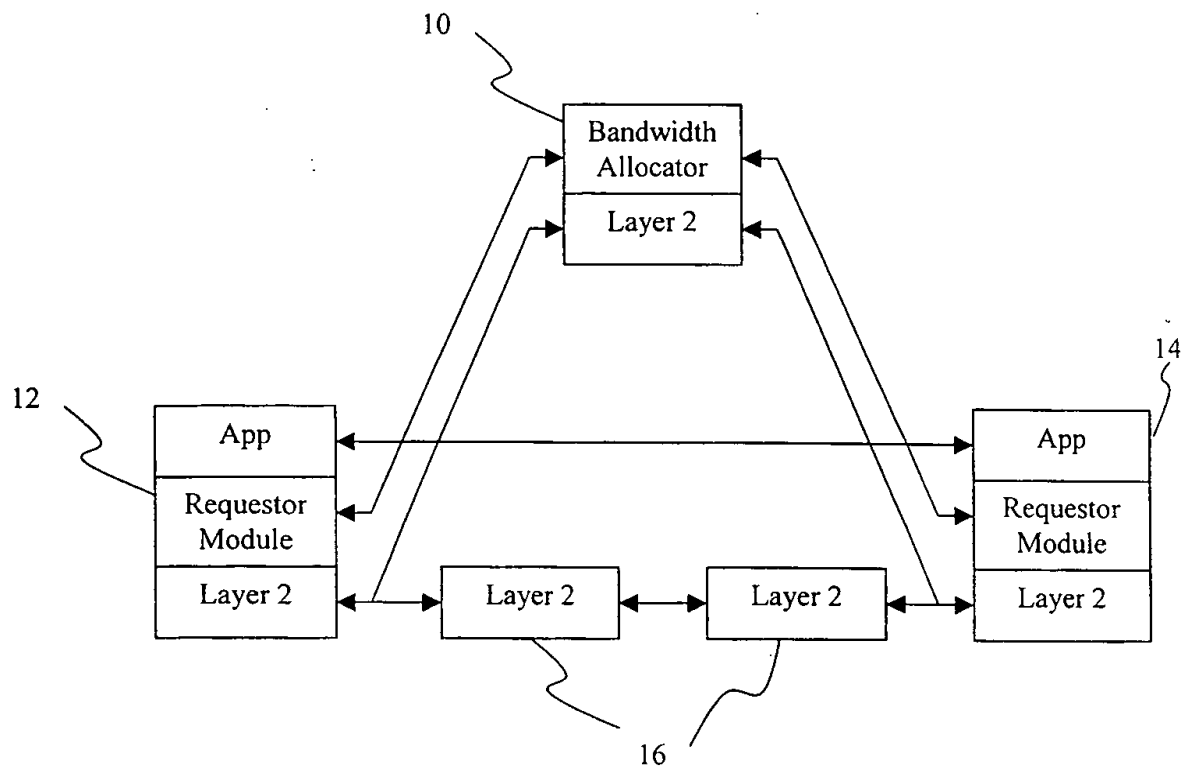 10
Bandwidth
Allocator
Layer 2
14
12
App
App
Requestor
Module
Requestor
Module
Layer 2
Layer 2
Layer 2
Layer 2
16